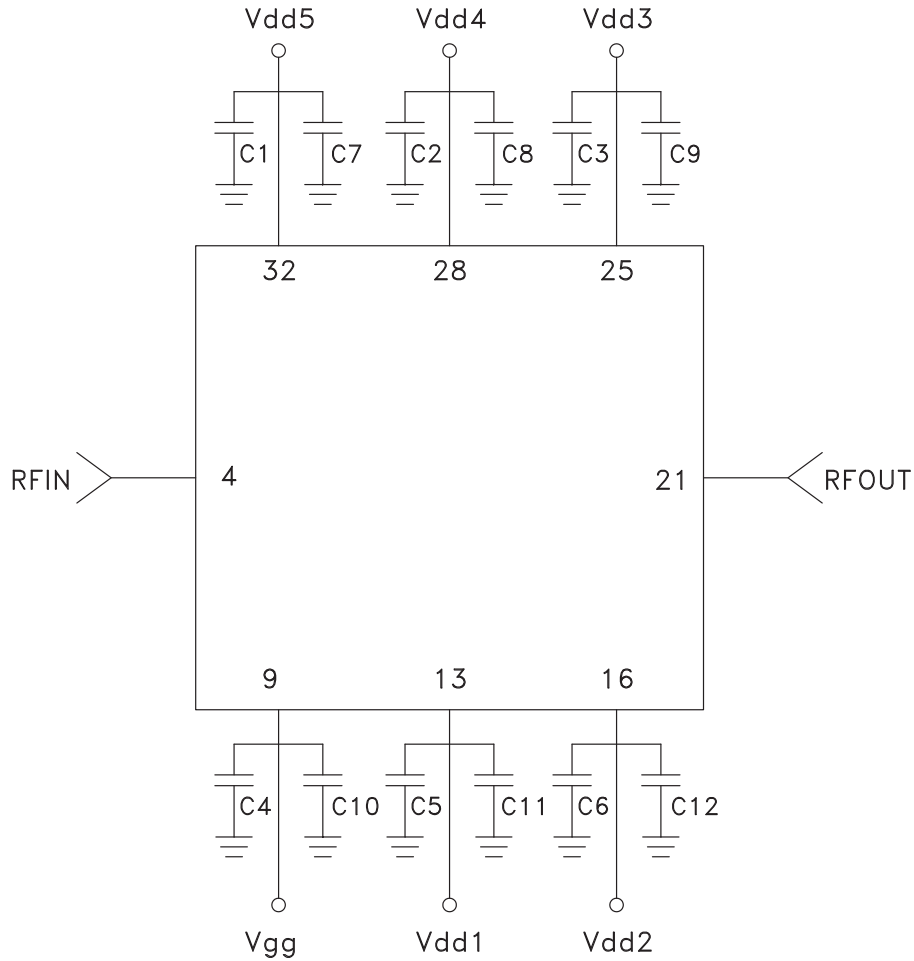 Vdd5 Vdd4 Vdd3
C1 C7 C2 C8 C3 C9
32 28 25
RFIN 4 21 RFOUT
9 13 16
C4 C10 C5 C11 C6 C12
Vgg Vdd1 Vdd2